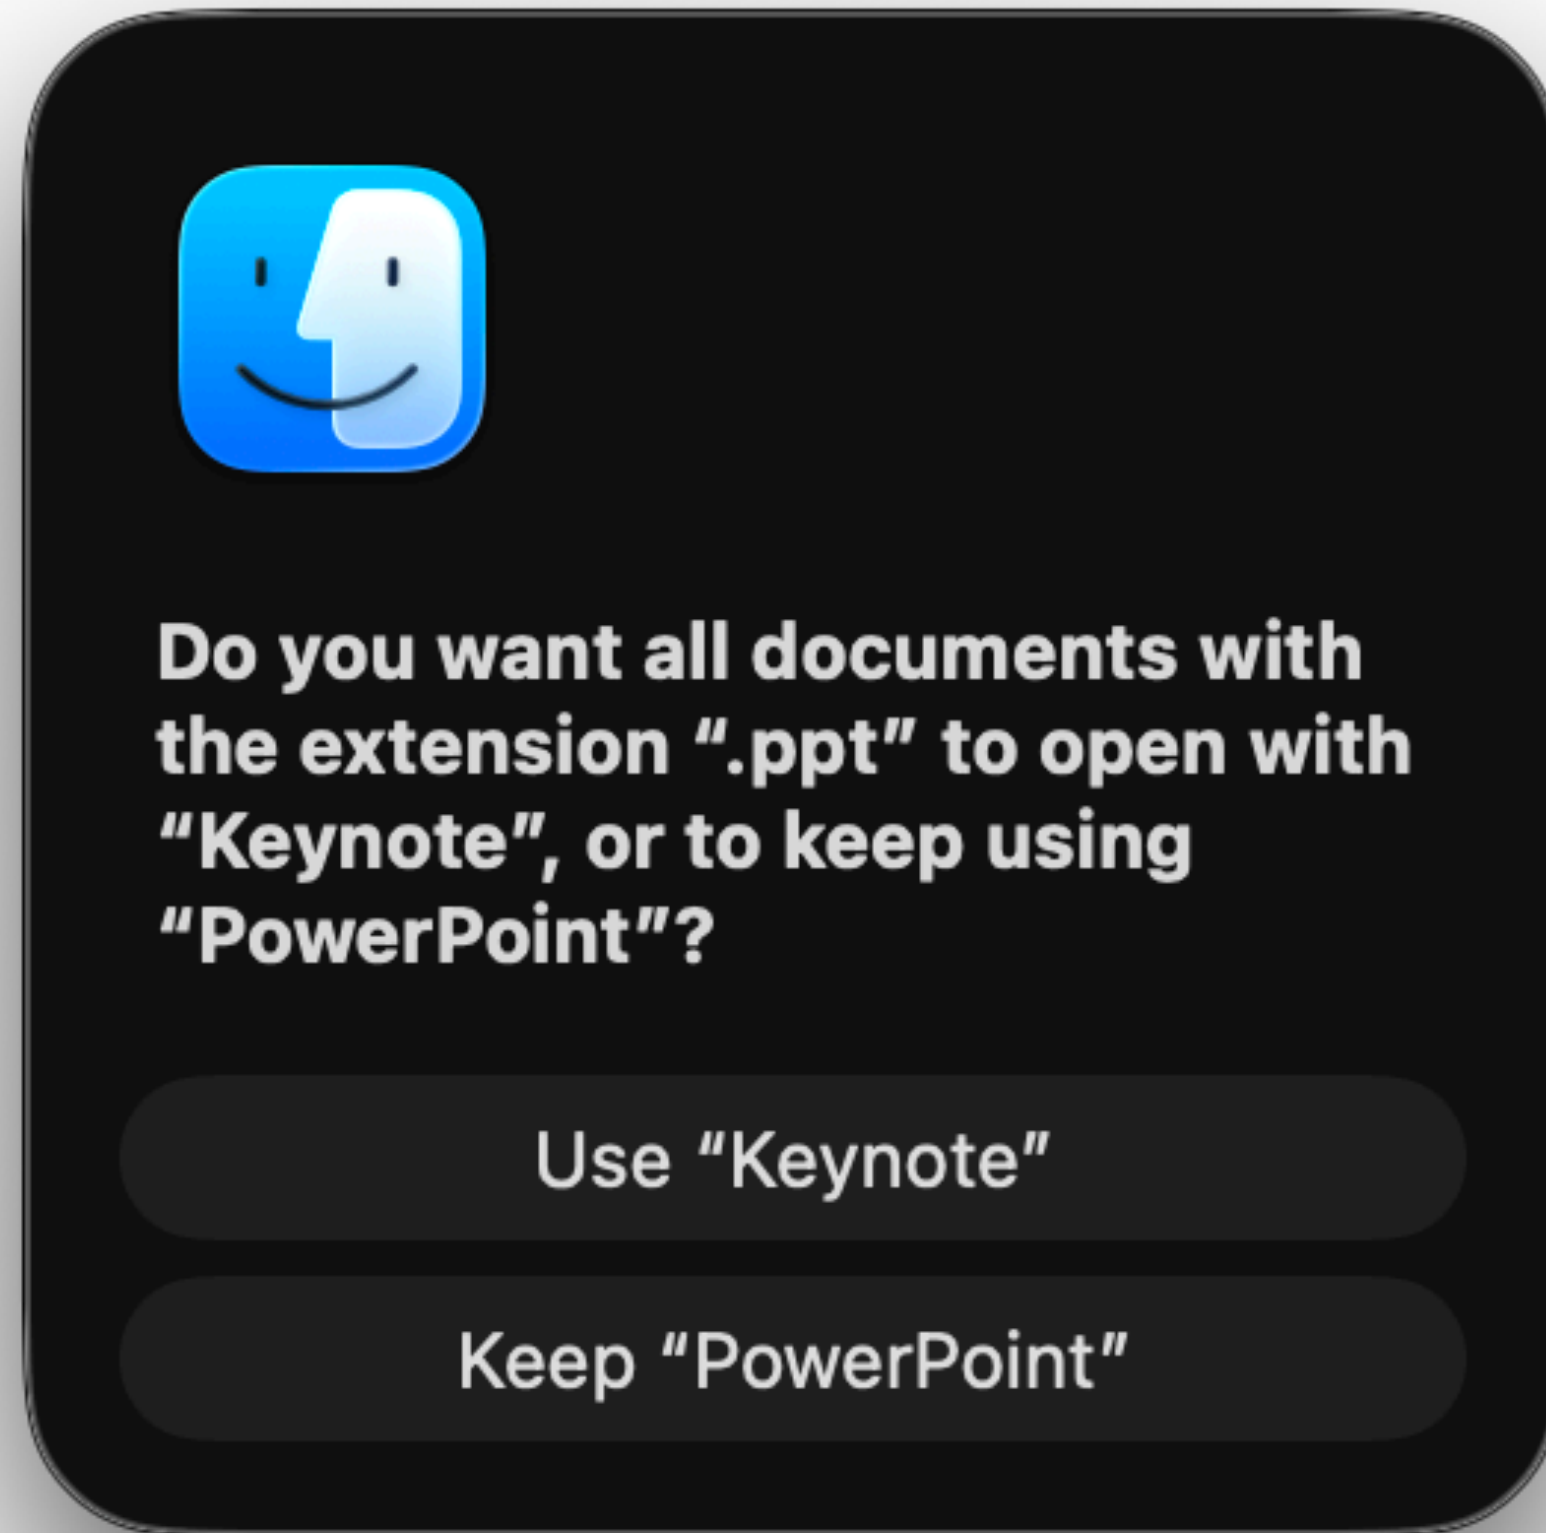 Do you want all documents with
the extension “.ppt” to open with
“Keynote”, or to keep using
“PowerPoint”?
Use “Keynote”
Keep “PowerPoint”